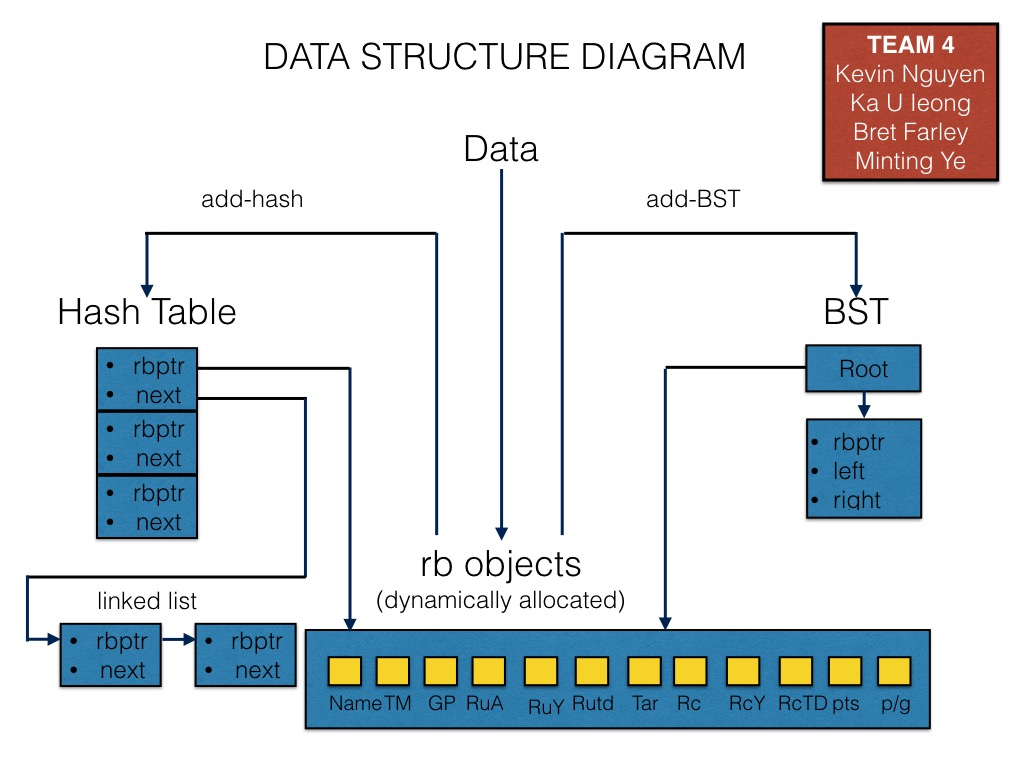 DATA STRUCTURE DIAGRAM
TEAM 4
Kevin Nguyen
Ka U Ieong
Bret Farley
Minting Ye
Data
add-hash
add-BST
Hash Table
BST
• rbptr
• next
• rbptr
• next
• rbptr
• next
Root
• rbptr
• left
• right
rb objects
(dynamically allocated)
linked list
• rbptr
• next
• rbptr
• next
Name TM GP RuA RuY Rutd Tar Rc RcY RcTD pts p/g